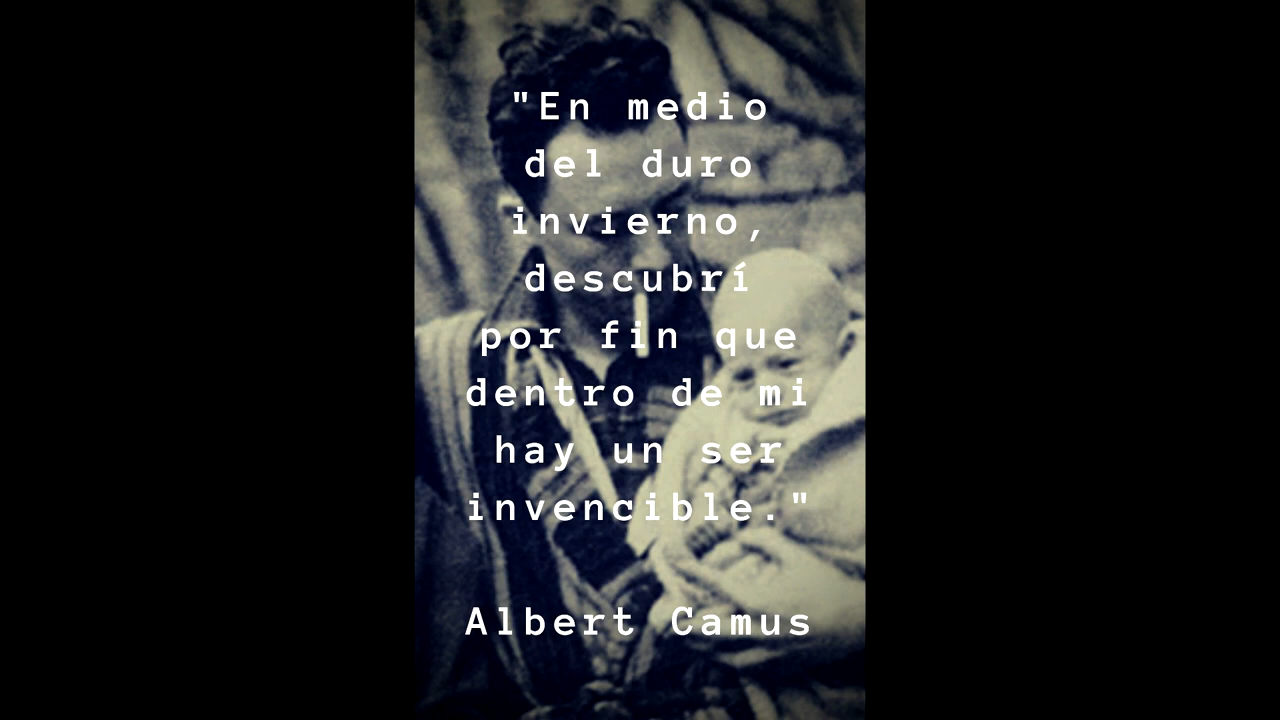 "En medio
del duro
invierno,
descubrí
por fin que
dentro de mi
hay un ser
invencible."
Albert Camus